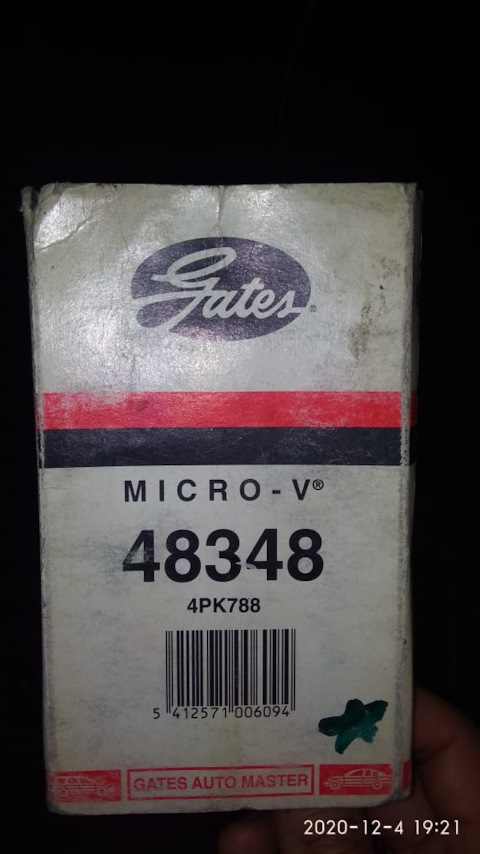 Gates®
MICRO-V®
48348
4PK788
5 412571 006094
GATES AUTO MASTER
2020-12-4 19:21